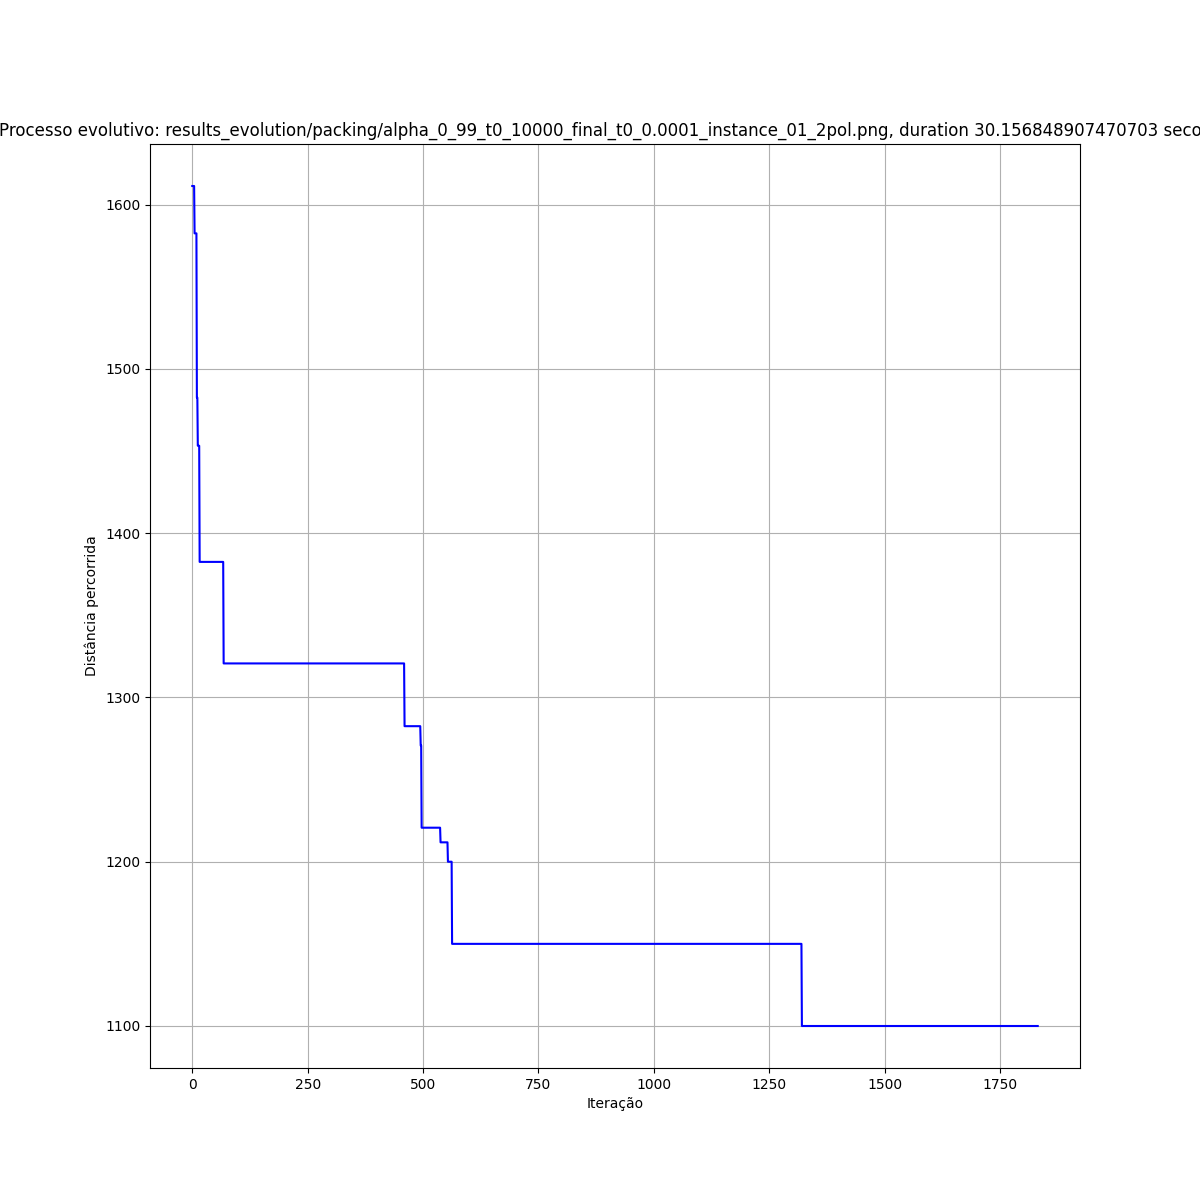 Processo evolutivo: results_evolution/packing/alpha_0_99_t0_10000_final_t0_0.0001_instance_01_2pol.png, duration 30.156848907470703 seco
1600
1500
1400
1300
1200
1100
Distância percorrida
0 250 500 750 1000 1250 1500 1750
Iteração